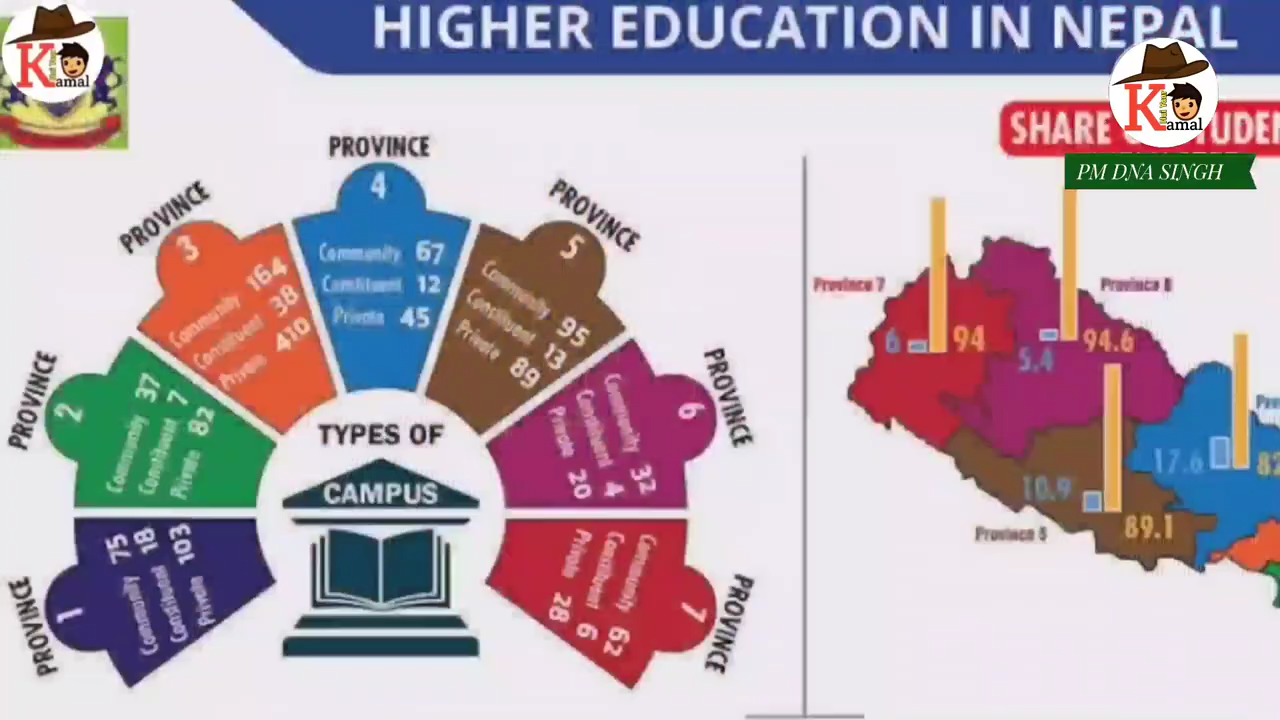 HIGHER EDUCATION IN NEPAL
K
amal
K
amal
SHARE
PM DNA SINGH
PROVINCE
1
Community 75
Constituent 18
Private 103
PROVINCE
2
Community 37
Constituent 7
Private 82
PROVINCE
3
Community 164
Constituent 38
Private 410
PROVINCE
4
Community 67
Constituent 12
Private 45
PROVINCE
5
Community 95
Constituent 13
Private 89
PROVINCE
6
Community 32
Constituent 4
Private 20
PROVINCE
7
Community 62
Constituent 6
Private 28
TYPES OF
CAMPUS
Province 7
6
94
Province 6
5.4
94.6
17.6
10.9
Province 5
89.1